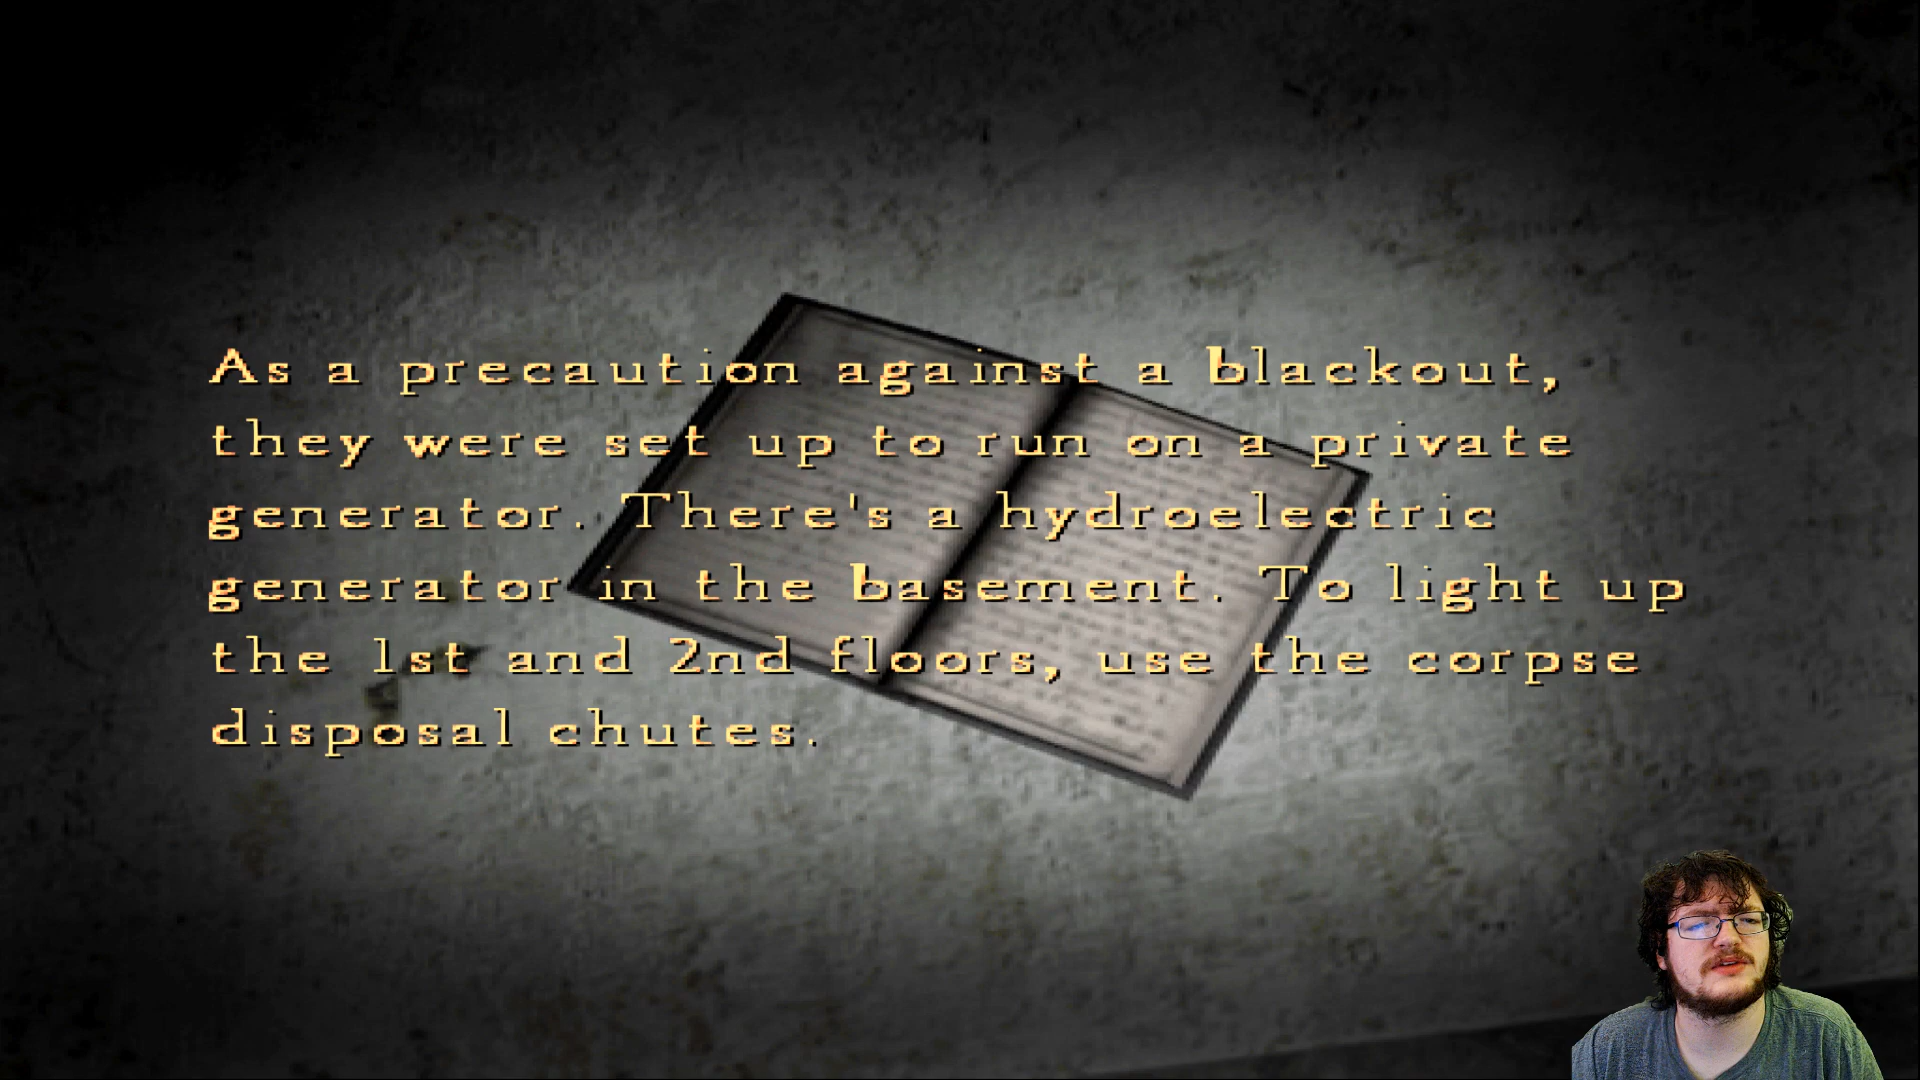 As a precaution against a blackout,
they were set up to run on a private
generator. There's a hydroelectric
generator in the basement. To light up
the 1st and 2nd floors, use the corpse
disposal chutes.